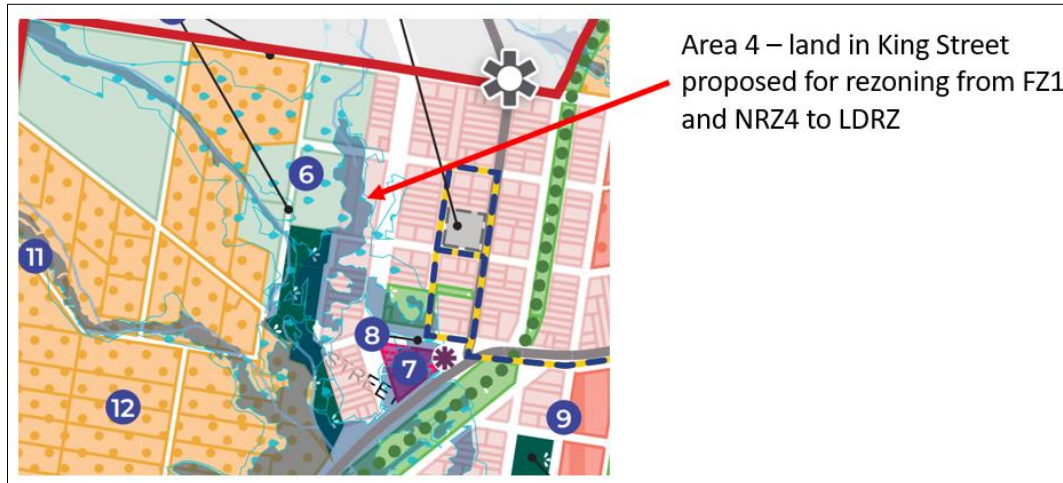 Area 4 – land in King Street
proposed for rezoning from FZ1
and NRZ4 to LDRZ
6
11
8
7
STREET
12
9